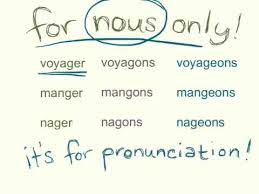 for nous only!
voyager voyagons voyageons
manger mangons mangeons
nager nagons nageons
it's for pronunciation!